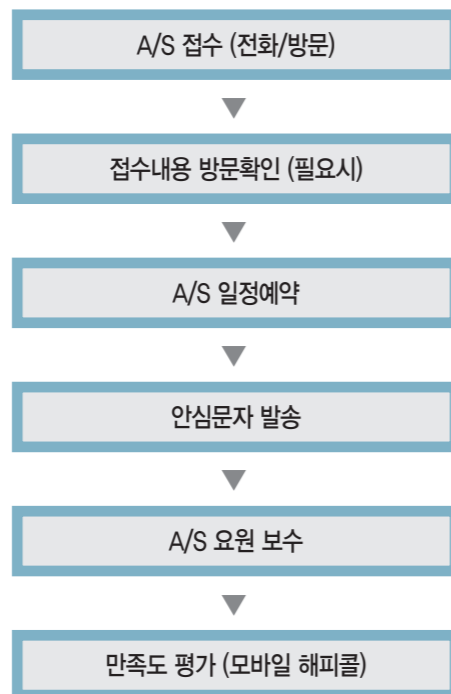 A/S 접수 (전화/방문)
접수내용 방문확인 (필요시)
A/S 일정예약
안심문자 발송
A/S 요원 보수
만족도 평가 (모바일 해피콜)